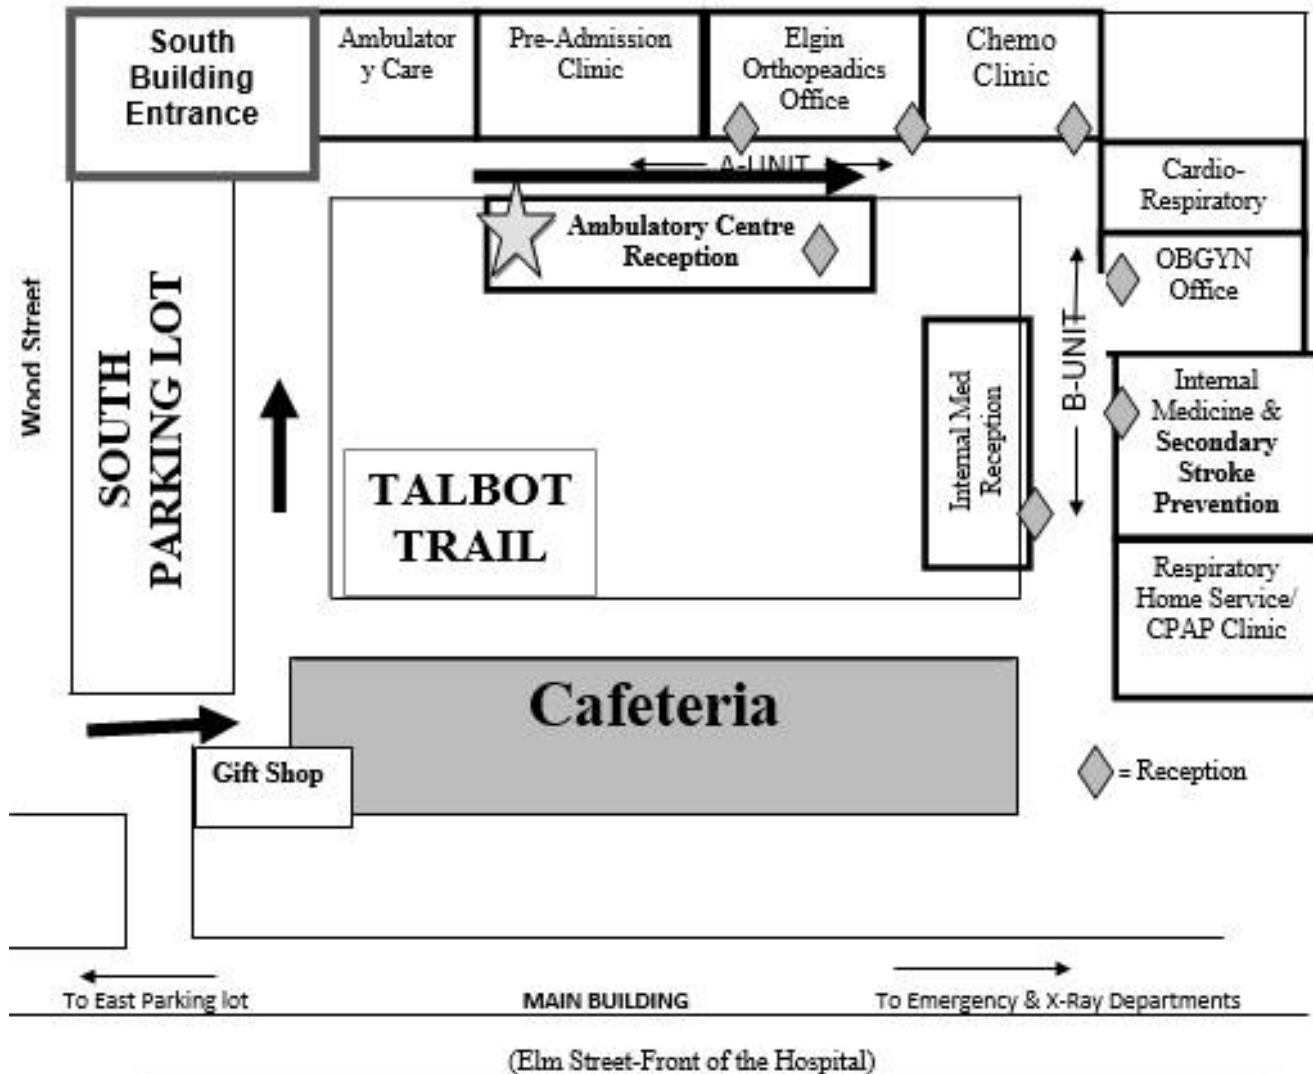 South
Building
Entrance
Ambulator
y Care
Pre-Admission
Clinic
Elgin
Orthopeadics
Office
Chemo
Clinic
A-UNIT
Cardio-
Respiratory
Ambulatory Centre
Reception
OBGYN
Office
Wood Street
SOUTH
PARKING LOT
B-UNIT
Internal Med
Reception
Internal
Medicine &
Secondary
Stroke
Prevention
TALBOT
TRAIL
Respiratory
Home Service/
CPAP Clinic
Cafeteria
Gift Shop
= Reception
To East Parking lot
MAIN BUILDING
To Emergency & X-Ray Departments
(Elm Street-Front of the Hospital)